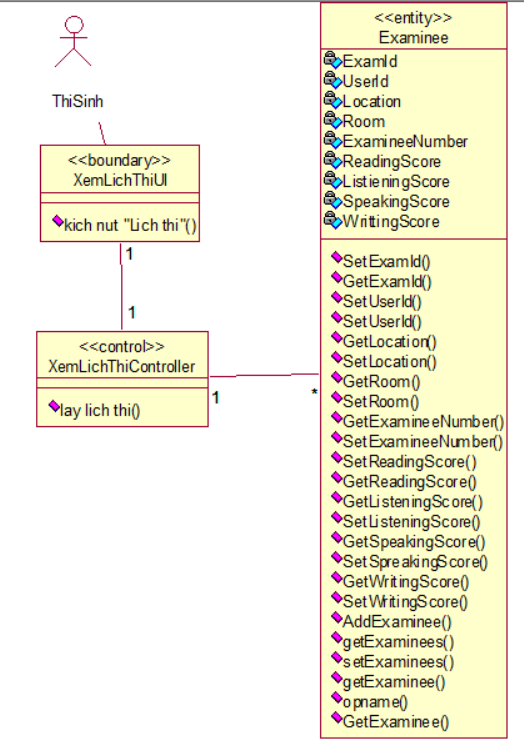 ThiSinh
<<boundary>>
XemLichThiUI
kich nut "Lich thi"()
1
1
<<control>>
XemLichThiController
lay lich thi()
1
*
<<entity>>
Examinee
ExamId
UserId
Location
Room
ExamineeNumber
ReadingScore
ListieningScore
SpeakingScore
WrittingScore
SetExamId()
GetExamId()
SetUserId()
SetUserId()
GetLocation()
SetLocation()
GetRoom()
SetRoom()
GetExamineeNumber()
SetExamineeNumber()
SetReadingScore()
GetReadingScore()
GetListeningScore()
SetListeningScore()
GetSpeakingScore()
SetSpreakingScore()
GetWritingScore()
SetWritingScore()
AddExaminee()
getExaminees()
setExaminees()
getExaminee()
opname()
GetExaminee()